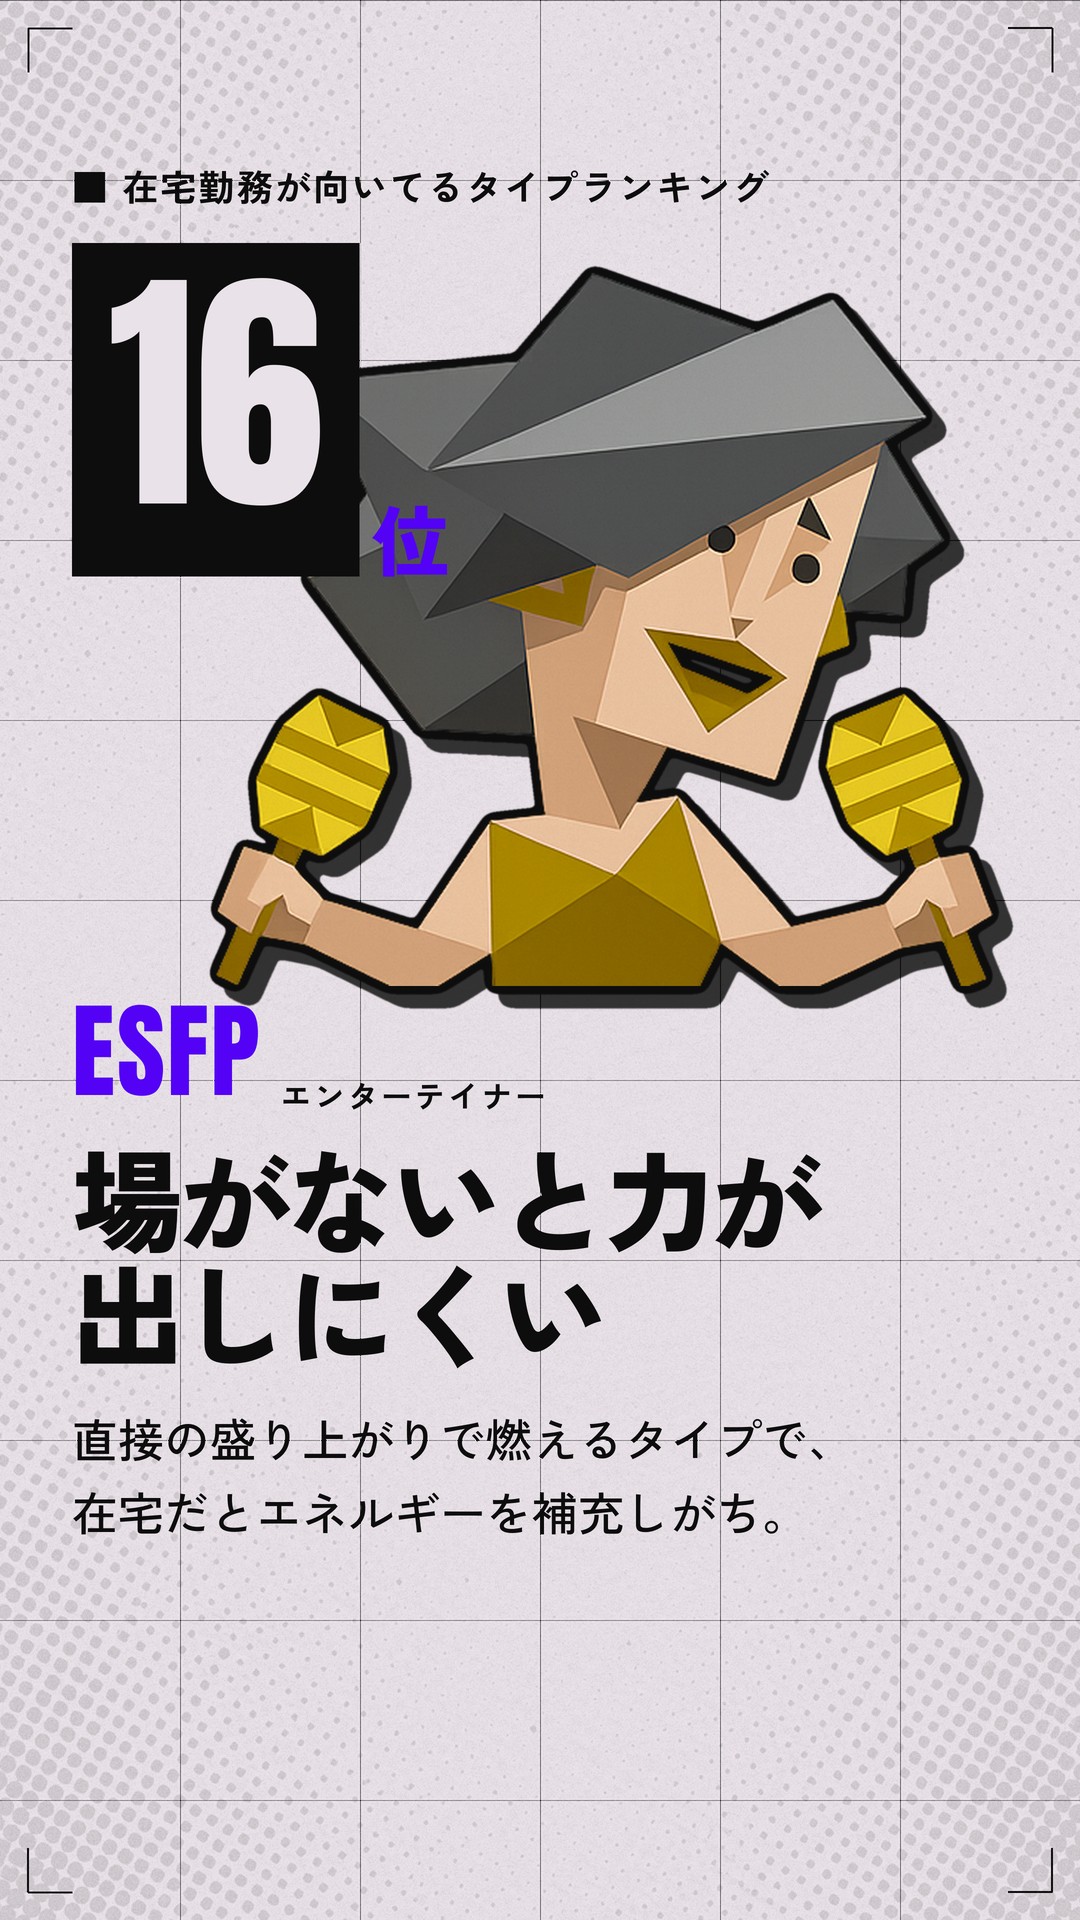 ■ 在宅勤務が向いてるタイプランキング
16
位
ESFP
エンターテイナー
場がないと力が
出しにくい
直接の盛り上がりで燃えるタイプで、
在宅だとエネルギーを補充しがち。